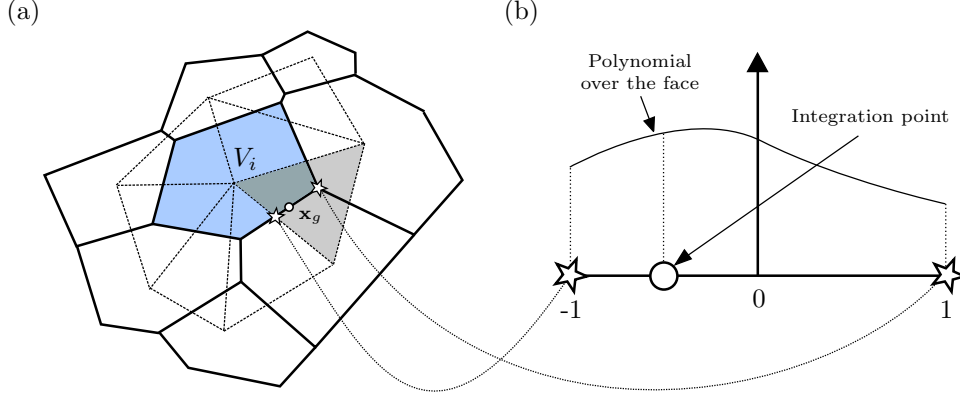 (a)
V_i
x_g
(b)
Polynomial
over the face
Integration point
-1
0
1